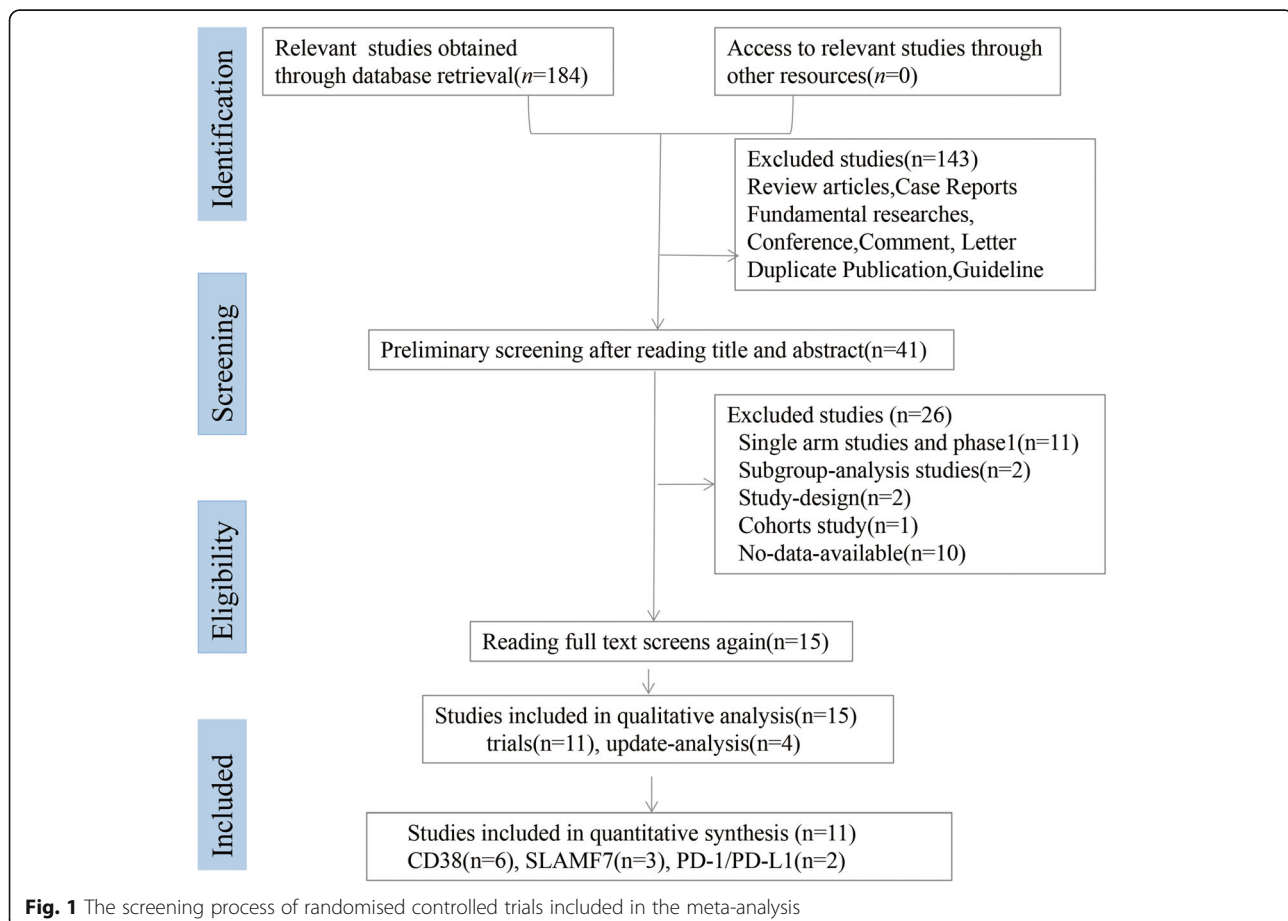 Identification
Relevant studies obtained
through database retrieval(n=184)
Access to relevant studies through
other resources(n=0)
Excluded studies(n=143)
Review articles,Case Reports
Fundamental researches,
Conference,Comment, Letter
Duplicate Publication,Guideline
Screening
Preliminary screening after reading title and abstract(n=41)
Excluded studies (n=26)
Single arm studies and phase1(n=11)
Subgroup-analysis studies(n=2)
Study-design(n=2)
Cohorts study(n=1)
No-data-available(n=10)
Eligibility
Reading full text screens again(n=15)
Studies included in qualitative analysis(n=15)
trials(n=11), update-analysis(n=4)
Included
Studies included in quantitative synthesis (n=11)
CD38(n=6), SLAMF7(n=3), PD-1/PD-L1(n=2)
Fig. 1 The screening process of randomised controlled trials included in the meta-analysis